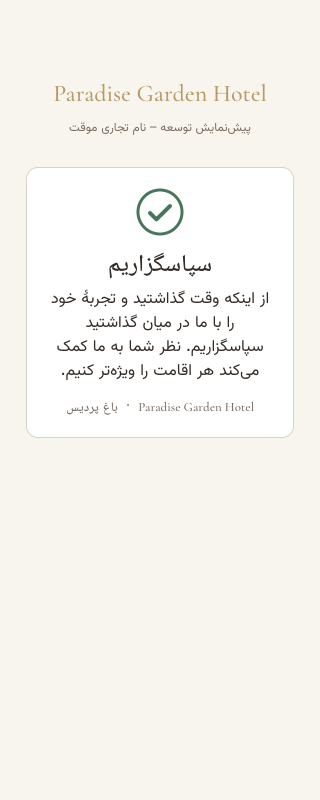 Paradise Garden Hotel
پیش‌نمایش توسعه – نام تجاری موقت
سپاسگزاریم
از اینکه وقت گذاشتید و تجربهٔ خود
را با ما در میان گذاشتید
سپاسگزاریم. نظر شما به ما کمک
می‌کند هر اقامت را ویژه‌تر کنیم.
Paradise Garden Hotel · باغ پردیس